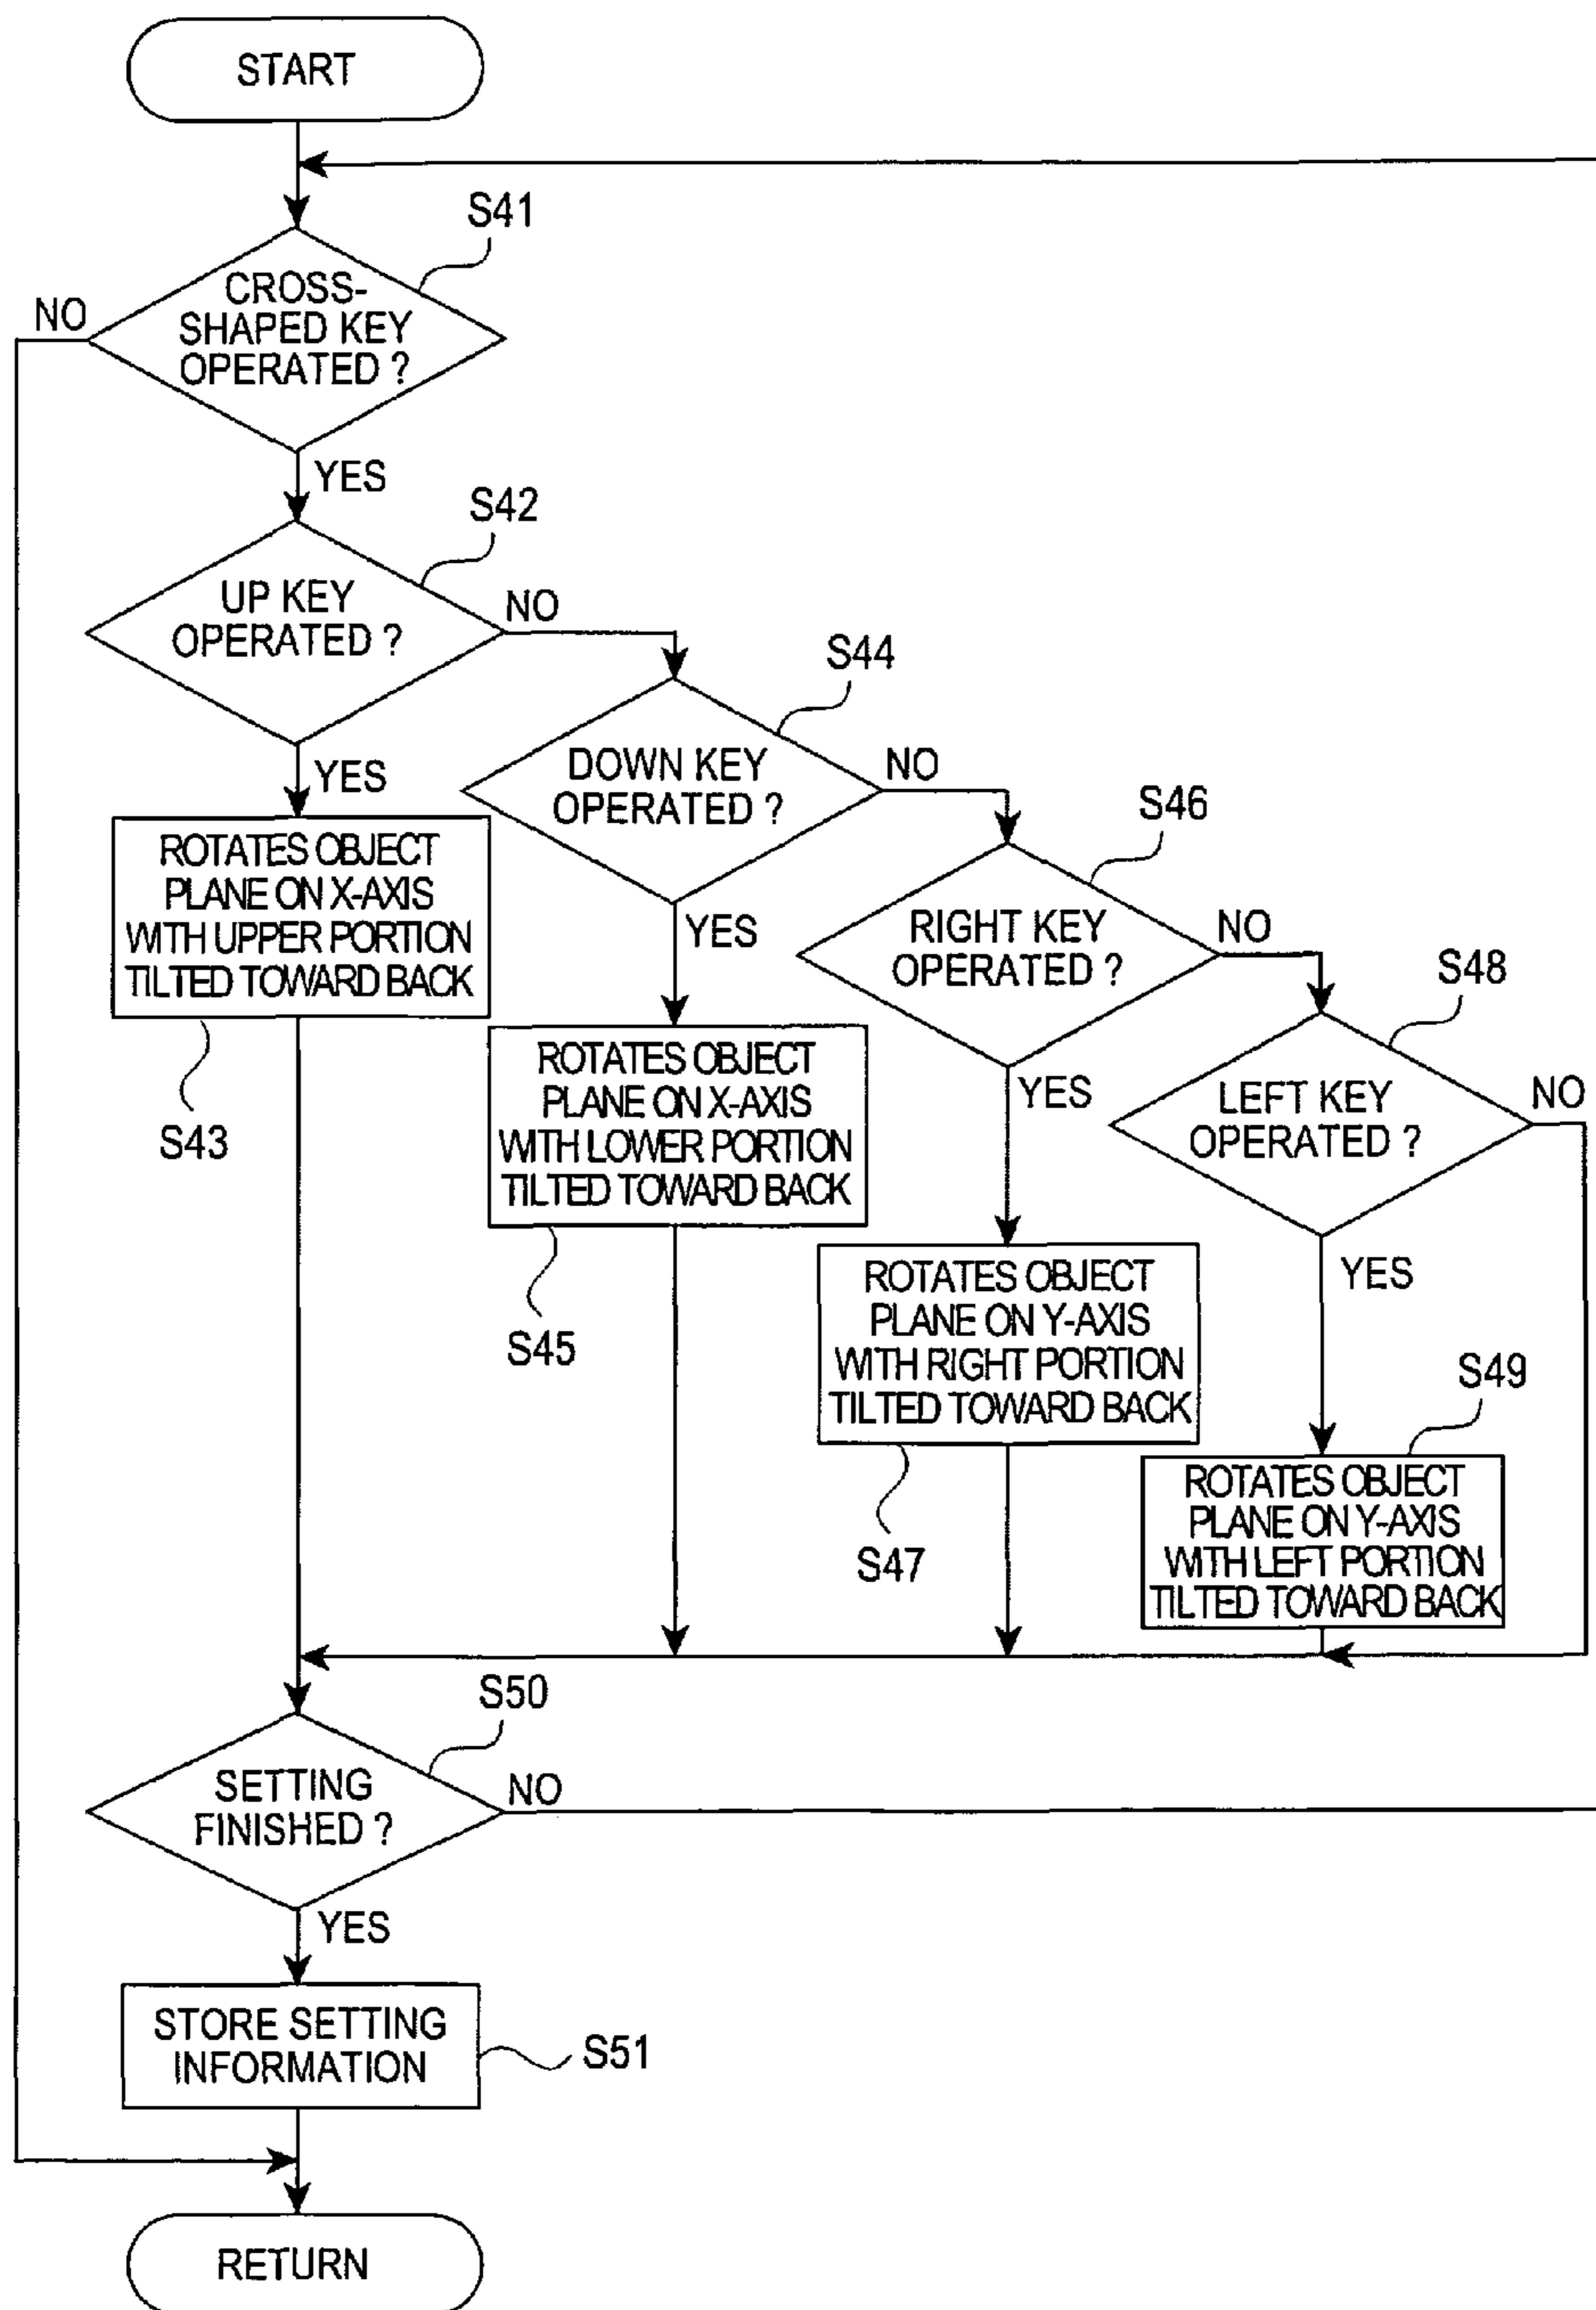 START
S41
CROSS-
SHAPED KEY
OPERATED ?
NO
YES
S42
UP KEY
OPERATED ?
NO
YES
S44
DOWN KEY
OPERATED ?
NO
YES
S46
RIGHT KEY
OPERATED ?
NO
YES
S48
LEFT KEY
OPERATED ?
NO
YES
ROTATES OBJECT
PLANE ON X-AXIS
WITH UPPER PORTION
TILTED TOWARD BACK
S43
ROTATES OBJECT
PLANE ON X-AXIS
WITH LOWER PORTION
TILTED TOWARD BACK
S45
ROTATES OBJECT
PLANE ON Y-AXIS
WITH RIGHT PORTION
TILTED TOWARD BACK
S47
S49
ROTATES OBJECT
PLANE ON Y-AXIS
WITH LEFT PORTION
TILTED TOWARD BACK
S50
SETTING
FINISHED ?
NO
YES
STORE SETTING
INFORMATION
S51
RETURN